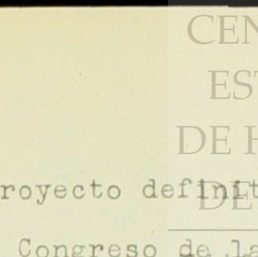 CEN
EST
DE H
DE
royecto definit
Congreso de la